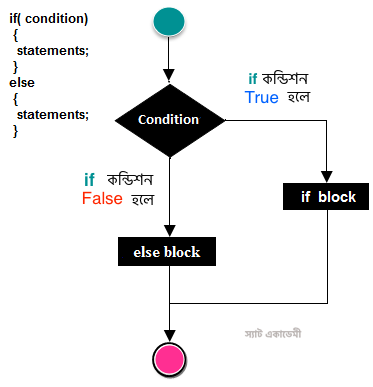 if( condition)
{
statements;
}
else
{
statements;
}
Condition
if কন্ডিশন
True হলে
if কন্ডিশন
False হলে
if block
else block
স্যাট একাডেমী